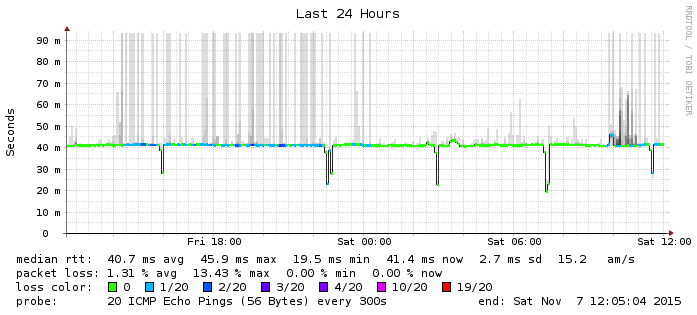 Last 24 Hours
RRDTOOL / TOBI OETIKER
Seconds
90 m
80 m
70 m
60 m
50 m
40 m
30 m
20 m
10 m
0
Fri 18:00 Sat 00:00 Sat 06:00 Sat 12:00
median rtt: 40.7 ms avg 45.9 ms max 19.5 ms min 41.4 ms now 2.7 ms sd 15.2 am/s
packet loss: 1.31 % avg 13.43 % max 0.00 % min 0.00 % now
loss color: 0 1/20 2/20 3/20 4/20 10/20 19/20
probe: 20 ICMP Echo Pings (56 Bytes) every 300s end: Sat Nov 7 12:05:04 2015